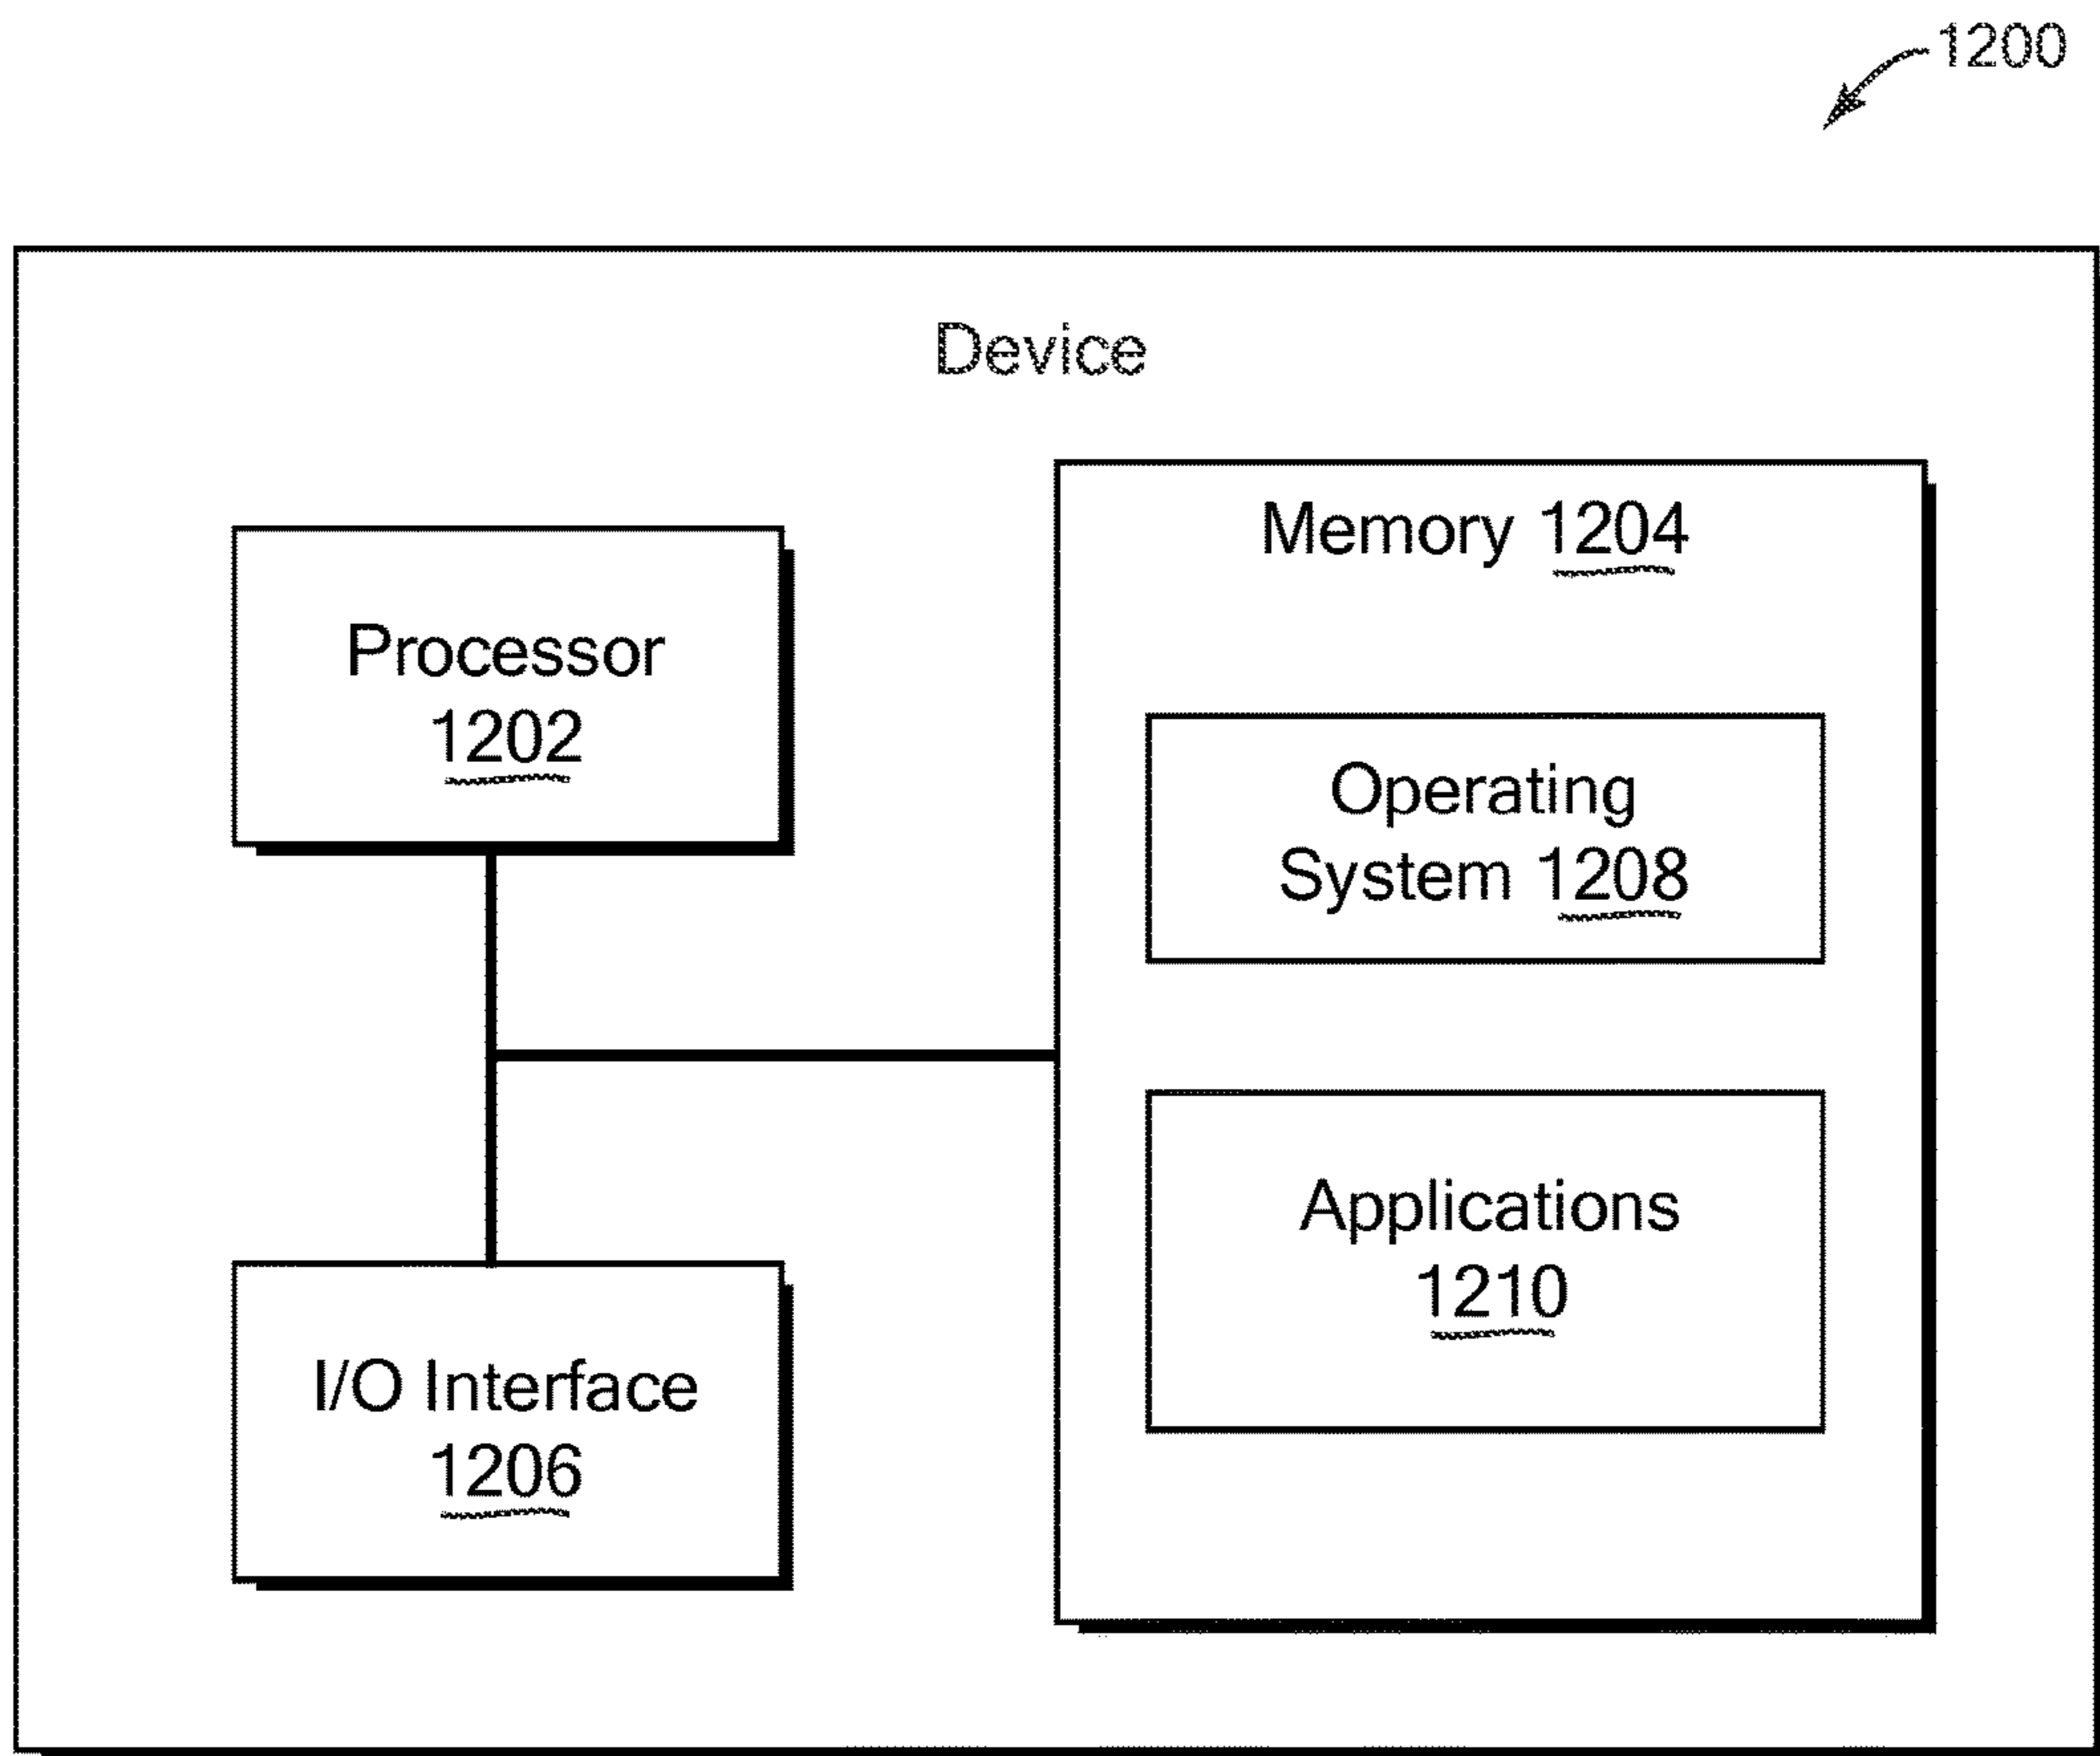 1200
Device
Processor
1202
Memory 1204
Operating
System 1208
Applications
1210
I/O Interface
1206